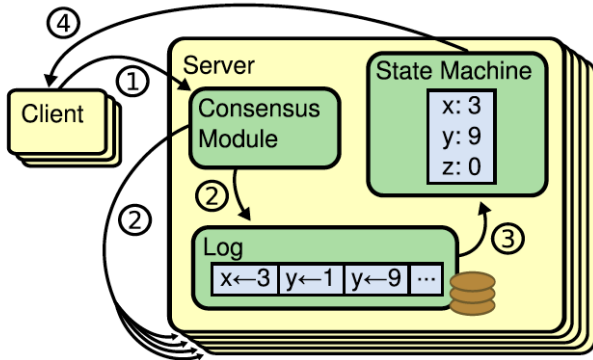 ④
①
Server
State Machine
x: 3
y: 9
z: 0
Client
Consensus
Module
②
②
③
Log
x←3 y←1 y←9 ...